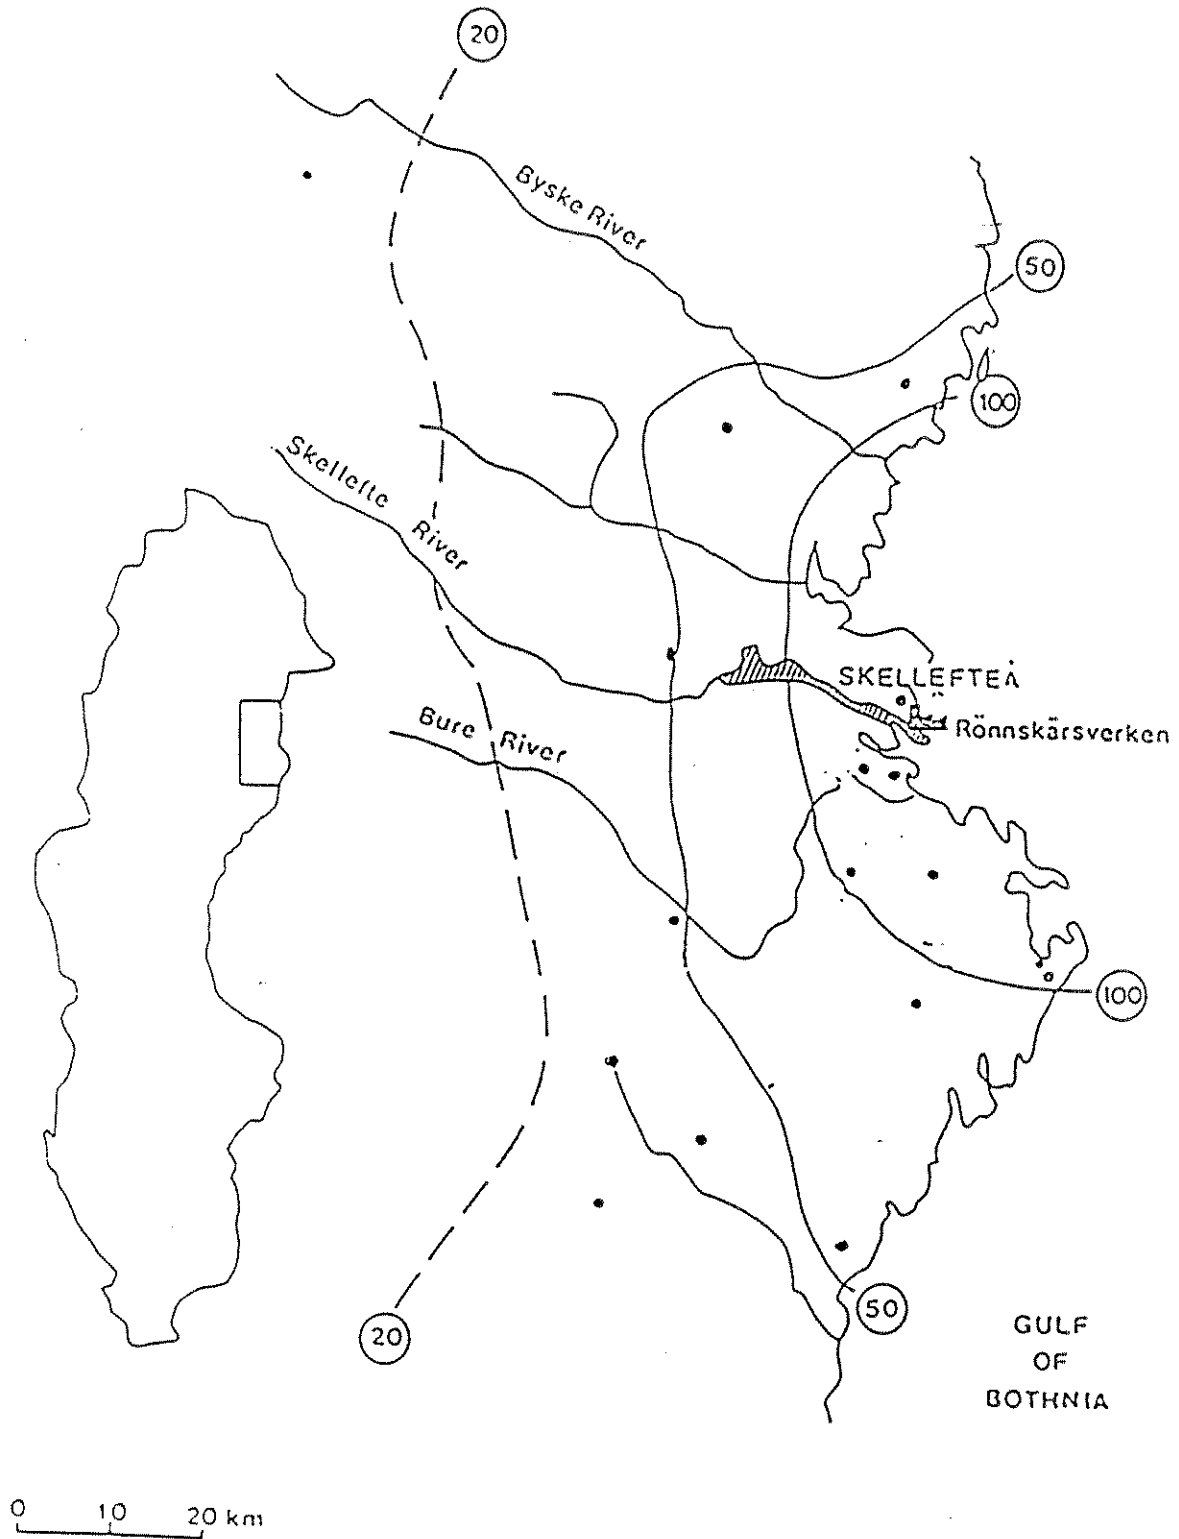 20
Byske River
50
100
Skellefte River
SKELLEFTEÅ
Bure River
Rönnskärsverken
100
50
20
GULF
OF
BOTHNIA
0 10 20 km